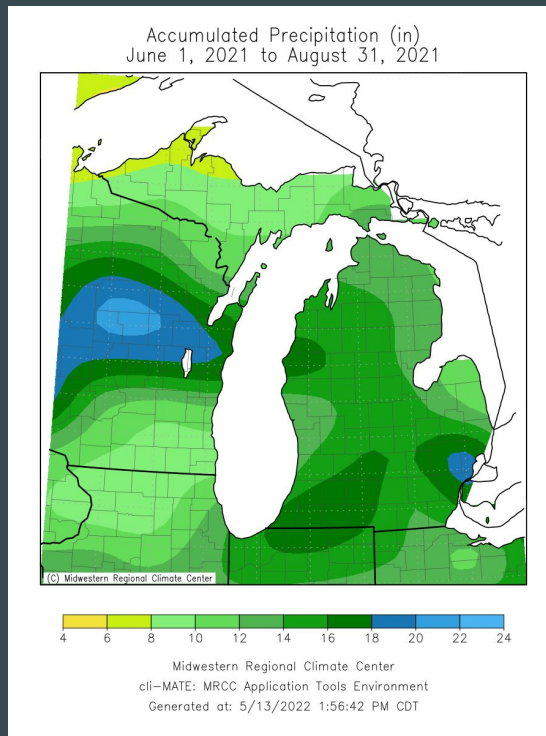 Accumulated Precipitation (in)
June 1, 2021 to August 31, 2021
(C) Midwestern Regional Climate Center
4 6 8 10 12 14 16 18 20 22 24
Midwestern Regional Climate Center
cli-MATE: MRCC Application Tools Environment
Generated at: 5/13/2022 1:56:42 PM CDT